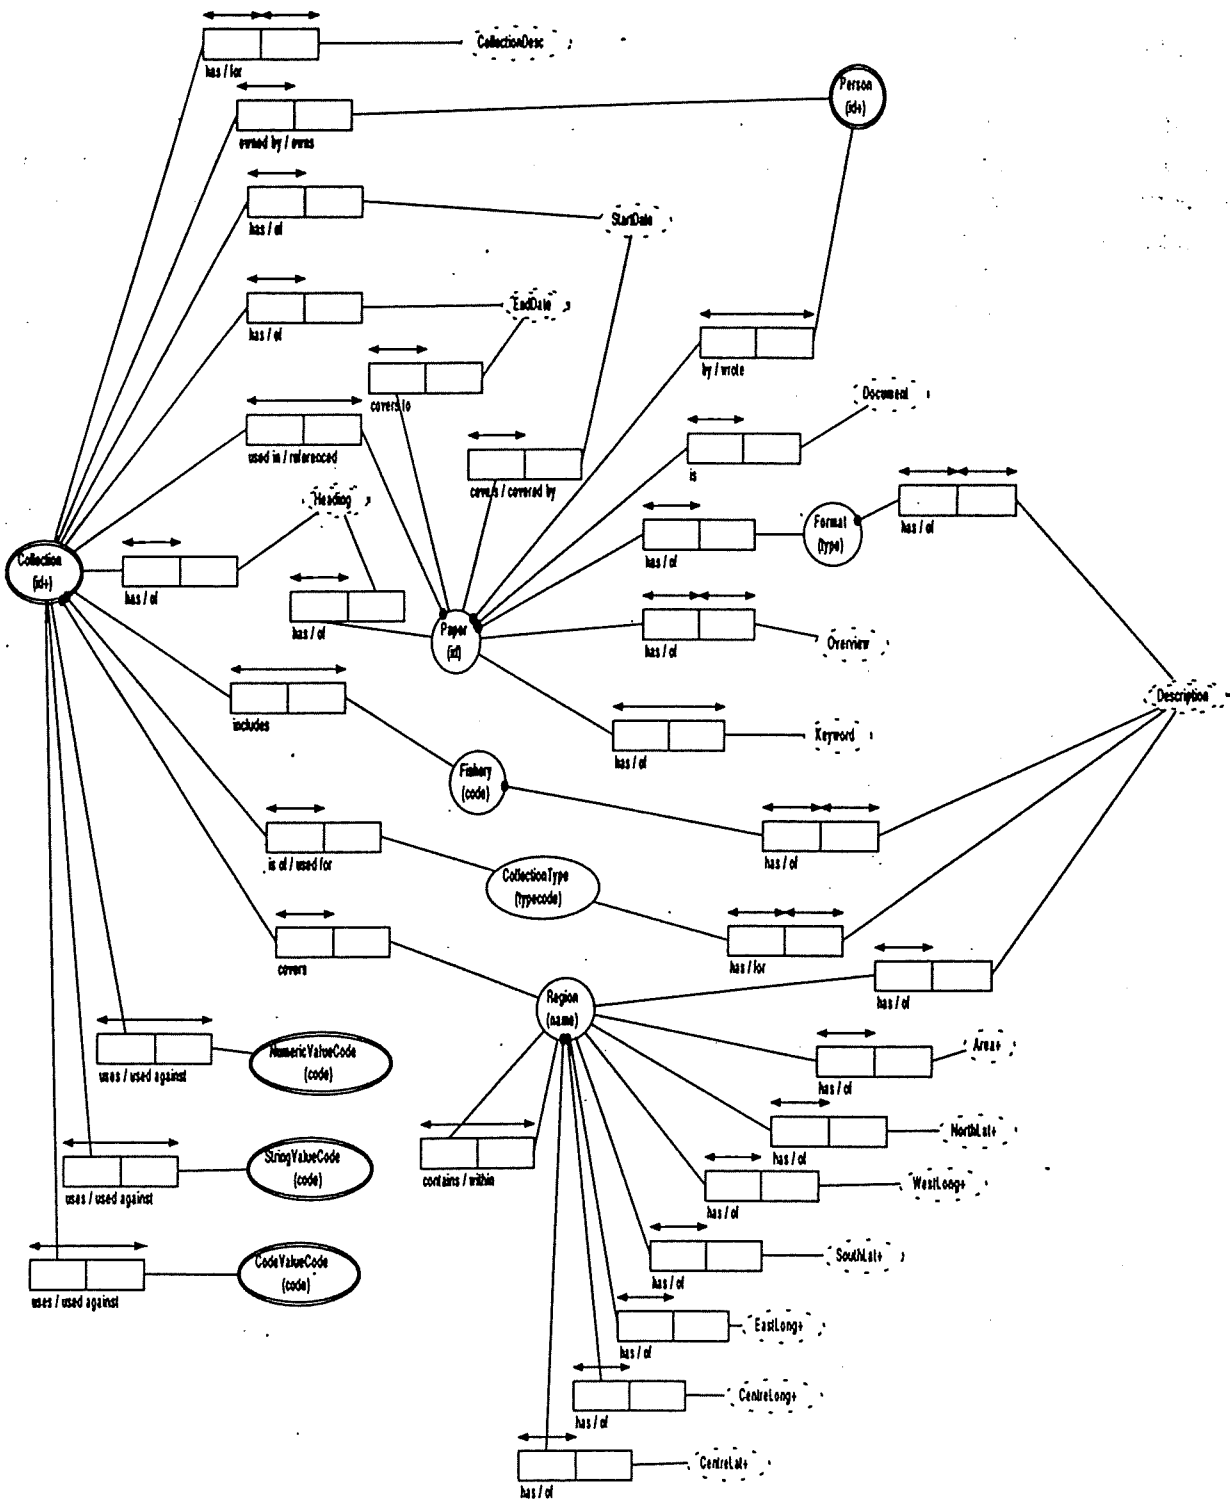 CollectionDesc
has / for
Person
(id+)
owned by / owns
StartDate
has / of
EndDate
has / of
by / wrote
covers to
Document
used in / referenced
is
covers / covered by
Heading
Format
(type)
has / of
has / of
Collection
(id+)
has / of
has / of
Paper
(id)
has / of
Overview
Description
includes
Keyword
has / of
Fishery
(code)
is of / used for
has / of
CollectionType
(typecode)
covers
has / for
Region
(name)
has / of
NumericValueCode
(code)
uses / used against
Area+
has / of
NorthLat+
has / of
StringValueCode
(code)
contains / within
uses / used against
WestLong+
has / of
CodeValueCode
(code)
SouthLat+
has / of
uses / used against
EastLong+
has / of
CentreLong+
has / of
CentreLat+
has / of